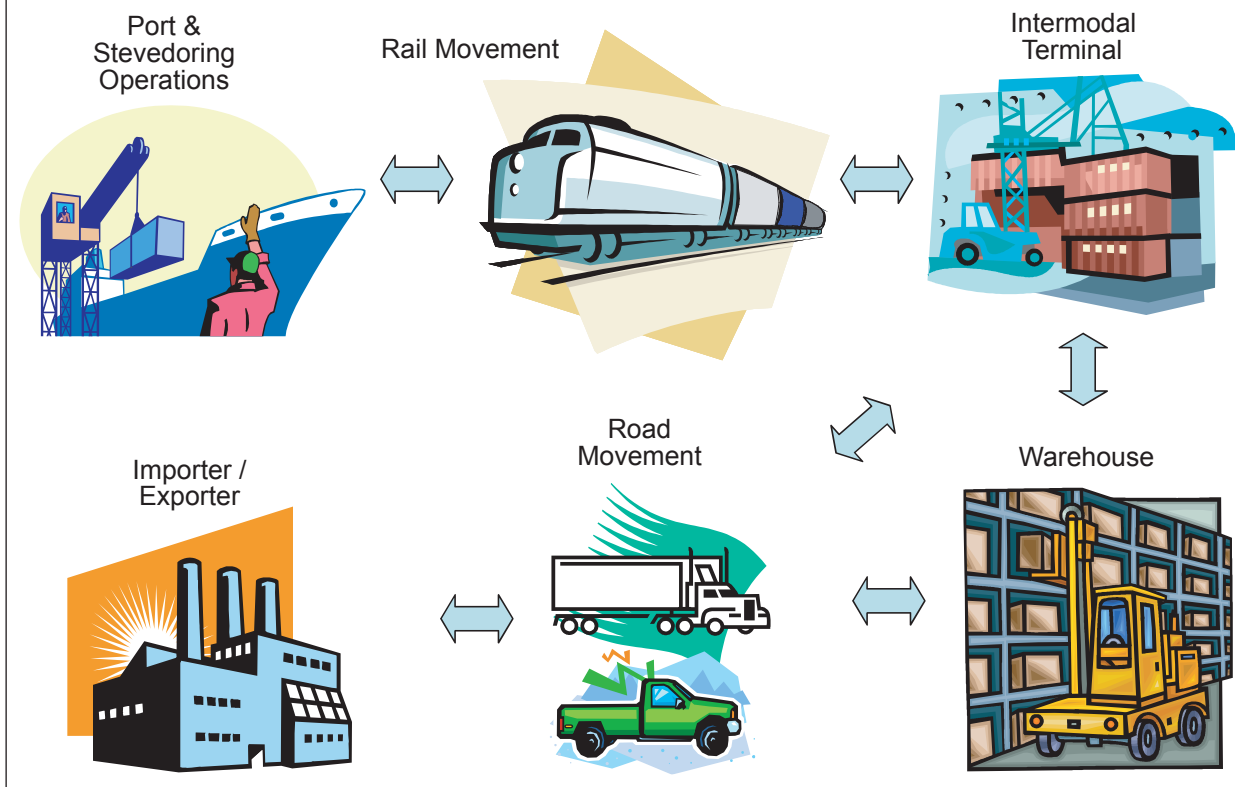 Port &
Stevedoring
Operations
Rail Movement
Intermodal
Terminal
Importer /
Exporter
Road
Movement
Warehouse